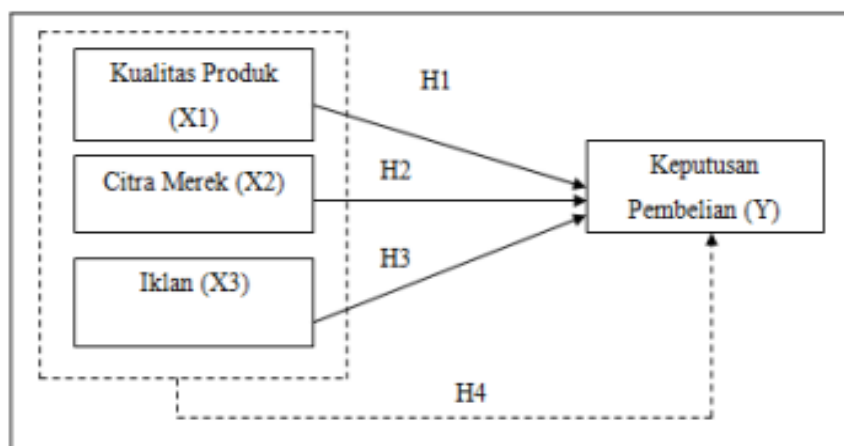 Kualitas Produk
(X1)
H1
Citra Merek (X2)
H2
Keputusan
Pembelian (Y)
Iklan (X3)
H3
H4